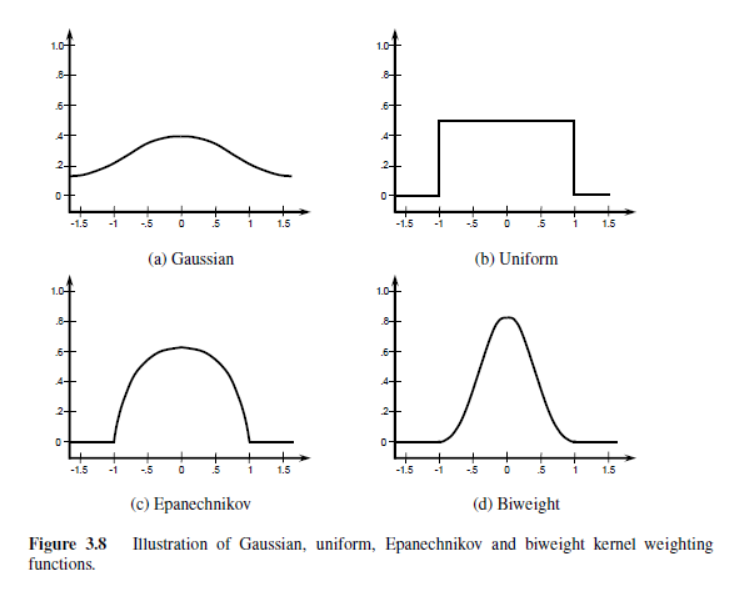 1.0
.8
.6
.4
.2
0
-1.5 -1 -.5 0 .5 1 1.5
(a) Gaussian
1.0
.8
.6
.4
.2
0
-1.5 -1 -.5 0 .5 1 1.5
(b) Uniform
1.0
.8
.6
.4
.2
0
-1.5 -1 -.5 0 .5 1 1.5
(c) Epanechnikov
1.0
.8
.6
.4
.2
0
-1.5 -1 -.5 0 .5 1 1.5
(d) Biweight
Figure 3.8 Illustration of Gaussian, uniform, Epanechnikov and biweight kernel weighting
functions.